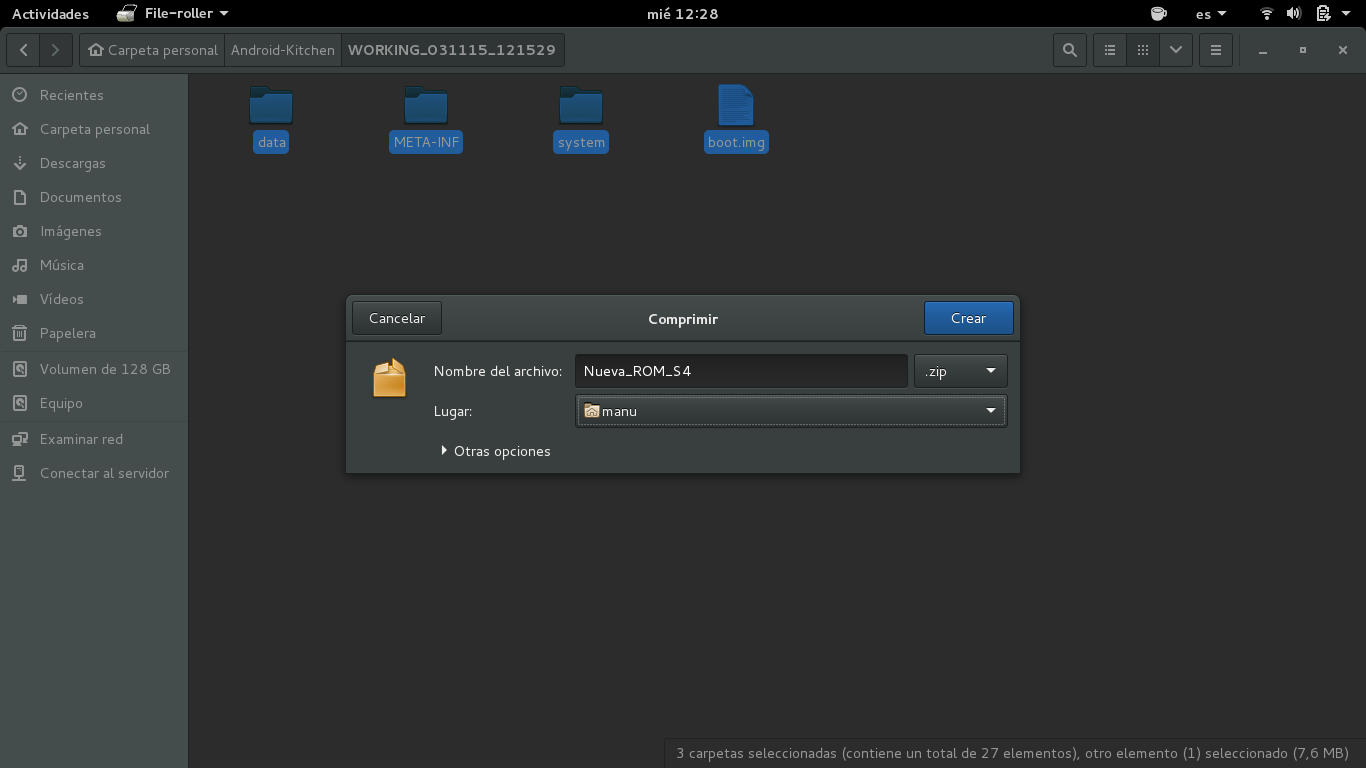 Actividades File-roller mié 12:28 es
Carpeta personal Android-Kitchen WORKING_031115_121529
Recientes
Carpeta personal
Descargas
Documentos
Imágenes
Música
Vídeos
Papelera
Volumen de 128 GB
Equipo
Examinar red
Conectar al servidor
data META-INF system boot.img
Cancelar Comprimir Crear
Nombre del archivo: Nueva_ROM_S4 .zip
Lugar: manu
Otras opciones
3 carpetas seleccionadas (contiene un total de 27 elementos), otro elemento (1) seleccionado (7,6 MB)